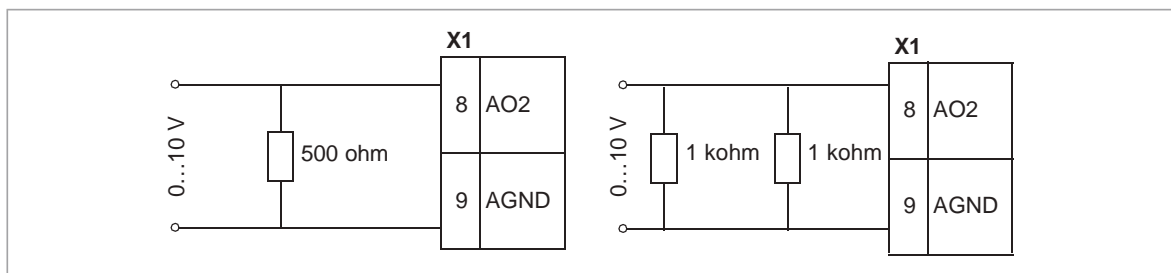 X1
8 AO2
0...10 V
500 ohm
9 AGND
X1
8 AO2
0...10 V
1 kohm
1 kohm
9 AGND